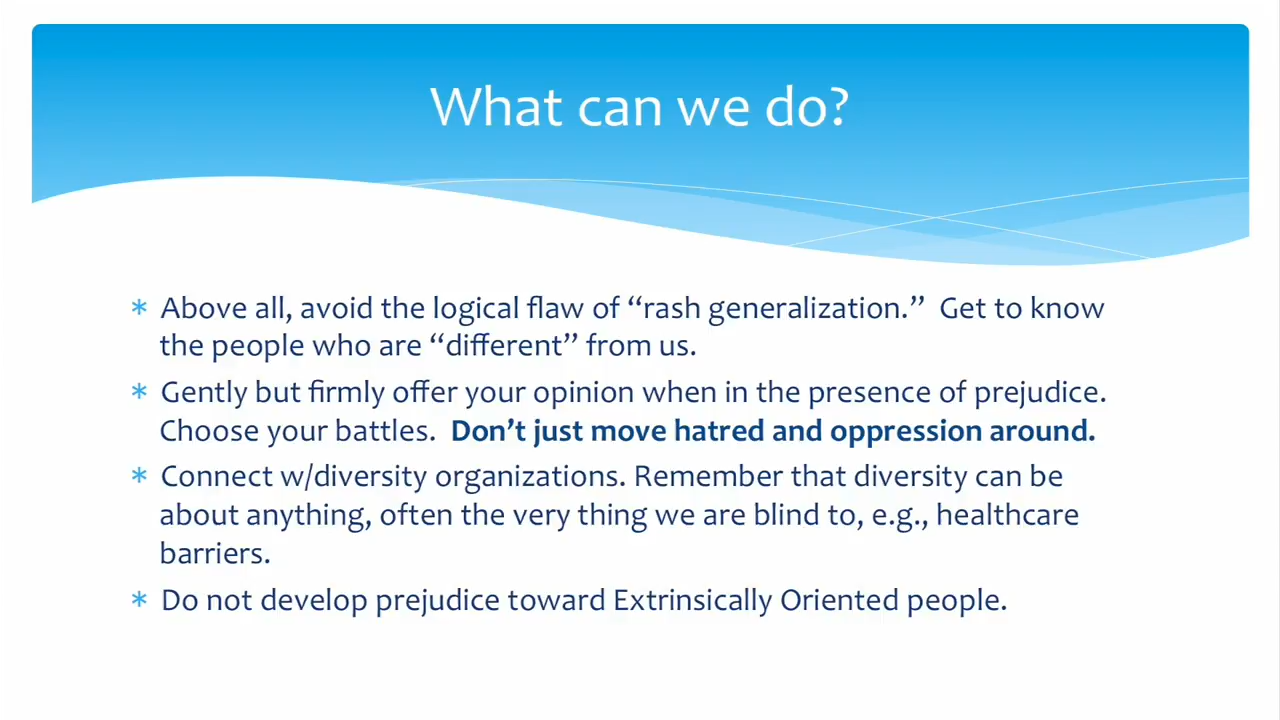 What can we do?
* Above all, avoid the logical flaw of “rash generalization.”  Get to know
the people who are “different” from us.
* Gently but firmly offer your opinion when in the presence of prejudice.
Choose your battles.  Don’t just move hatred and oppression around.
* Connect w/diversity organizations. Remember that diversity can be
about anything, often the very thing we are blind to, e.g., healthcare
barriers.
* Do not develop prejudice toward Extrinsically Oriented people.